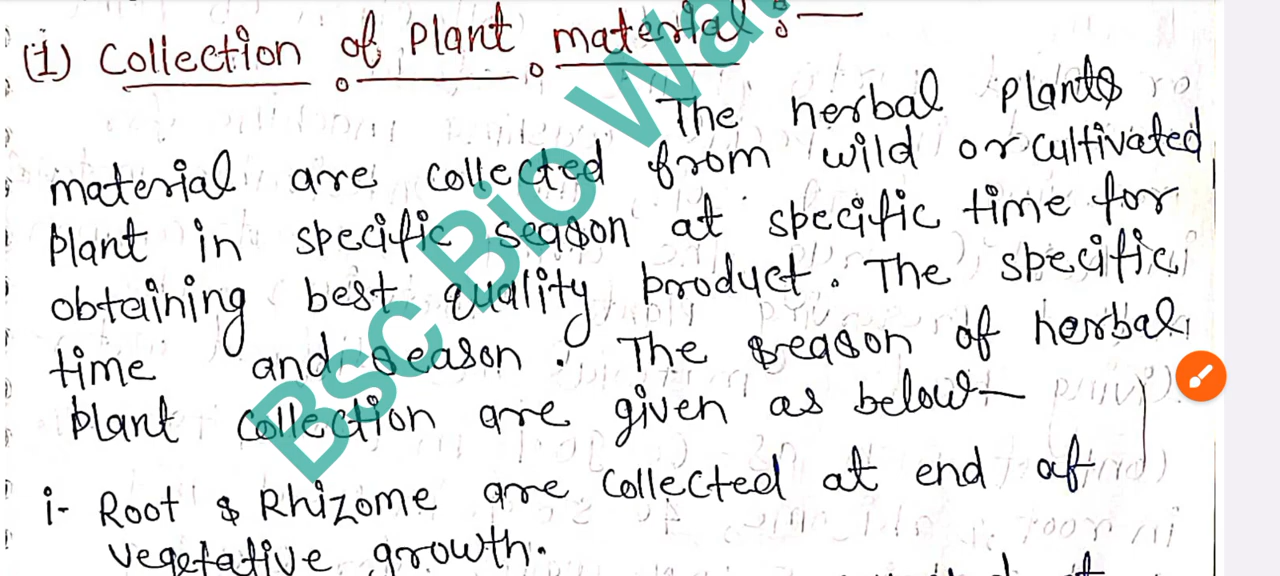 (1) Collection of Plant material :—
The herbal plants
material are collected from wild or cultivated
plant in specific season at specific time for
obtaining best quality product. The specific
time and season. The season of herbal
plant collection are given as below—
i- Root & Rhizome are collected at end of
vegetative growth.
Bsc Bio Wa